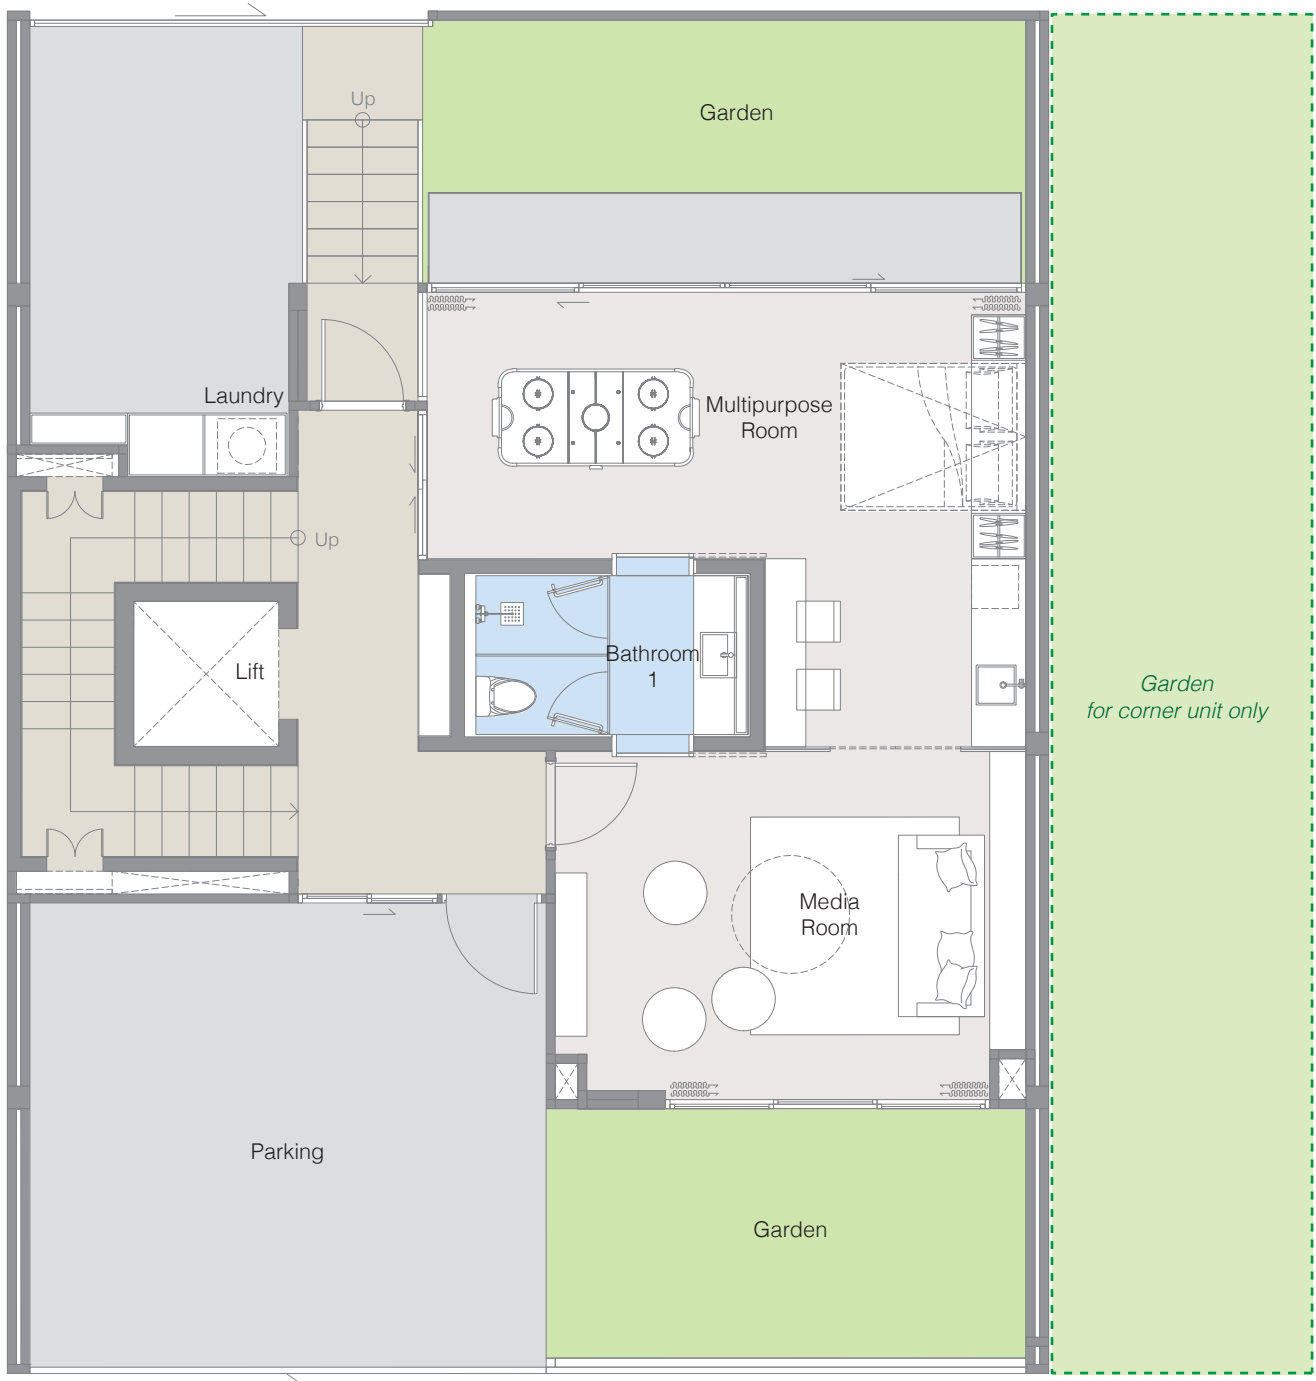 Up
Garden
Laundry
Multipurpose
Room
Up
Lift
Bathroom
1
Garden
for corner unit only
Media
Room
Parking
Garden